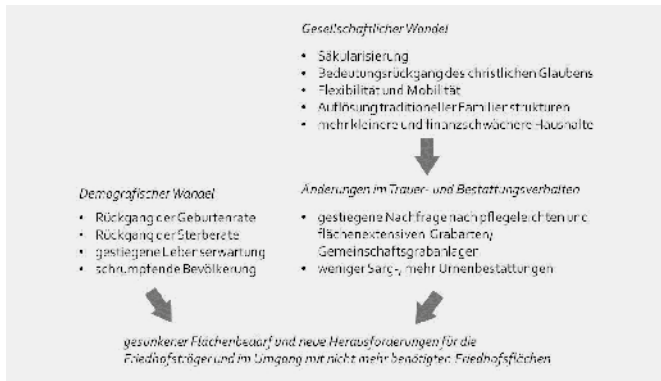 Gesellschaftlicher Wandel
• Säkularisierung
• Bedeutungsrückgang des christlichen Glaubens
• Flexibilität und Mobilität
• Auflösung traditioneller Familienstrukturen
• mehr kleinere und finanzschwächere Haushalte
Demografischer Wandel
• Rückgang der Geburtenrate
• Rückgang der Sterberate
• gestiegene Lebenserwartung
• schrumpfende Bevölkerung
Änderungen im Trauer- und Bestattungsverhalten
• gestiegene Nachfrage nach pflegeleichten und
flächenextensiven Grabarten/
Gemeinschaftsgrabanlagen
• weniger Sarg-, mehr Urnenbestattungen
gesunkener Flächenbedarf und neue Herausforderungen für die
Friedhofsträger und im Umgang mit nicht mehr benötigten Friedhofsflächen